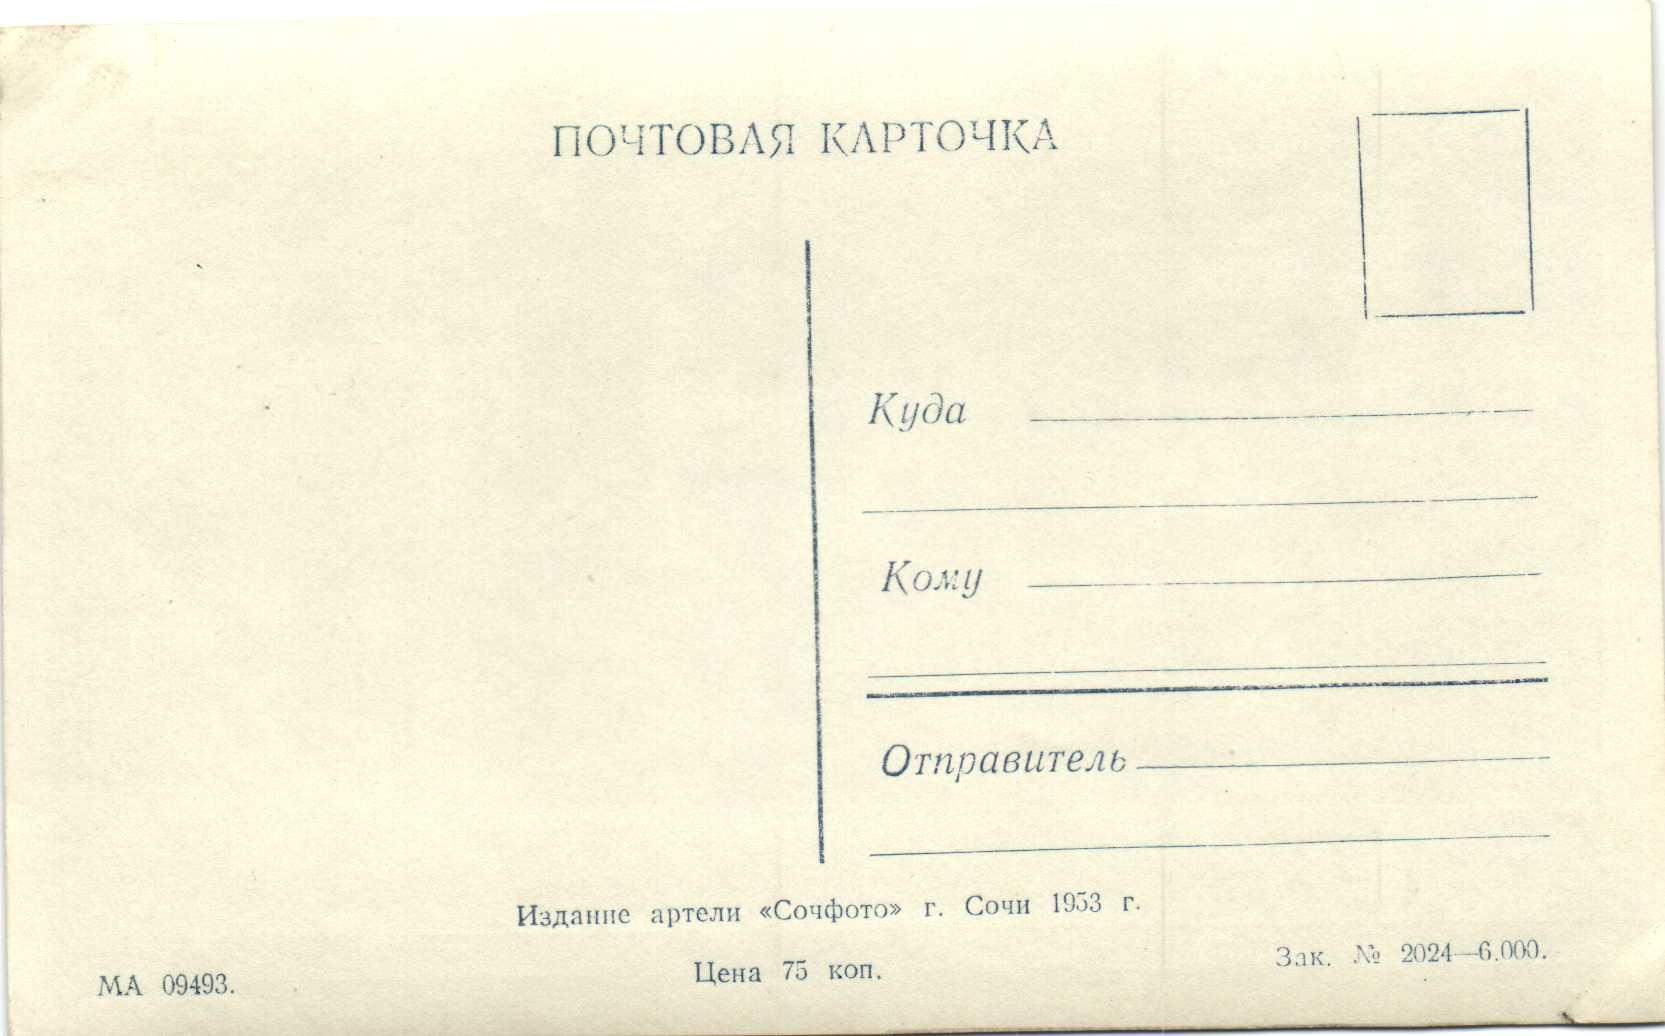 ПОЧТОВАЯ КАРТОЧКА
Куда
Кому
Отправитель
Издание артели «Сочфото» г. Сочи 1953 г.
МА 09493.
Цена 75 коп.
Зак. № 2024—6.000.